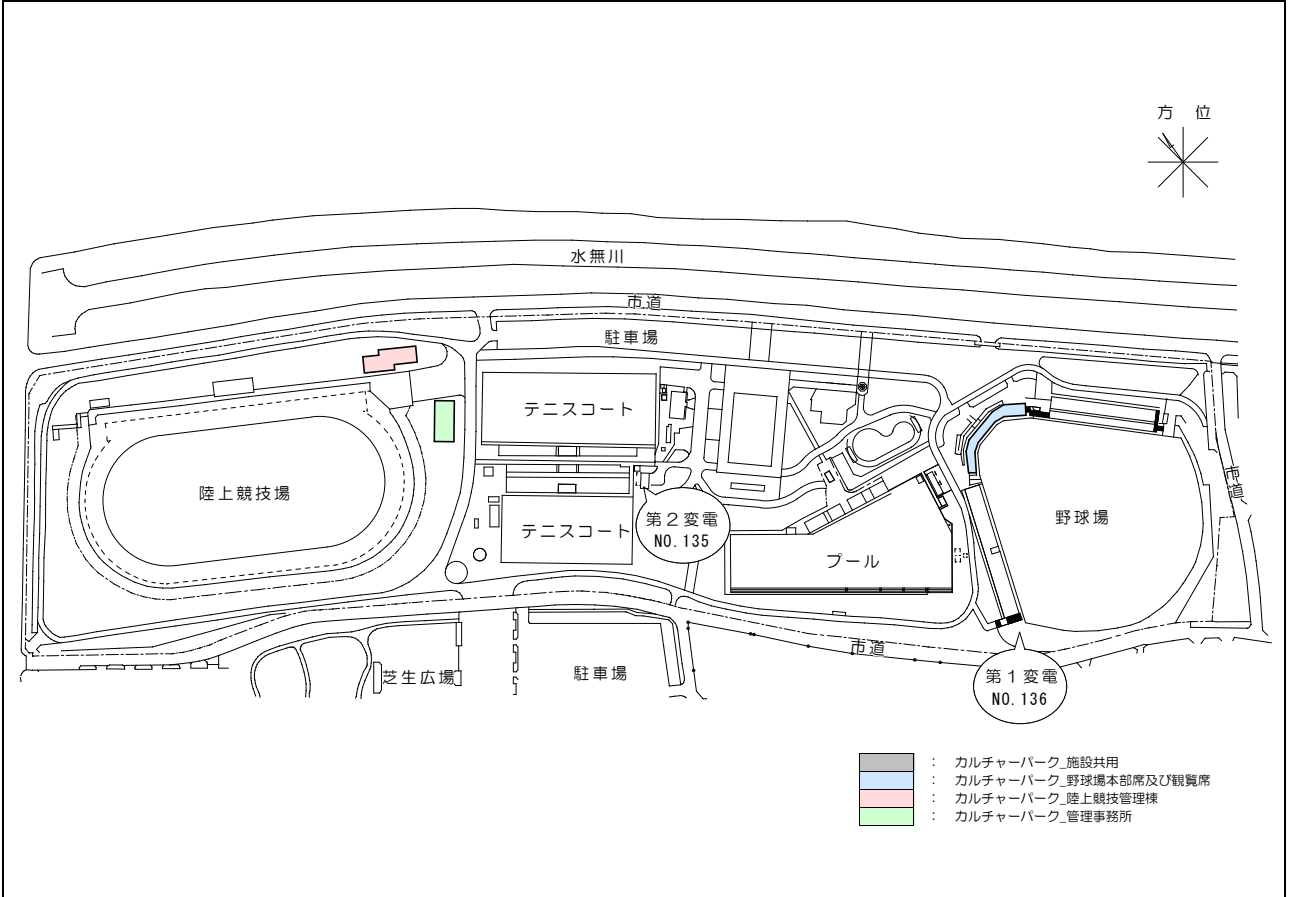 方　位
水無川
市道
駐車場
テニスコート
陸上競技場
市道
野球場
第２変電
NO. 135
テニスコート
プール
市道
芝生広場
駐車場
第１変電
NO. 136
： カルチャーパーク_施設共用
： カルチャーパーク_野球場本部席及び観覧席
： カルチャーパーク_陸上競技管理棟
： カルチャーパーク_管理事務所